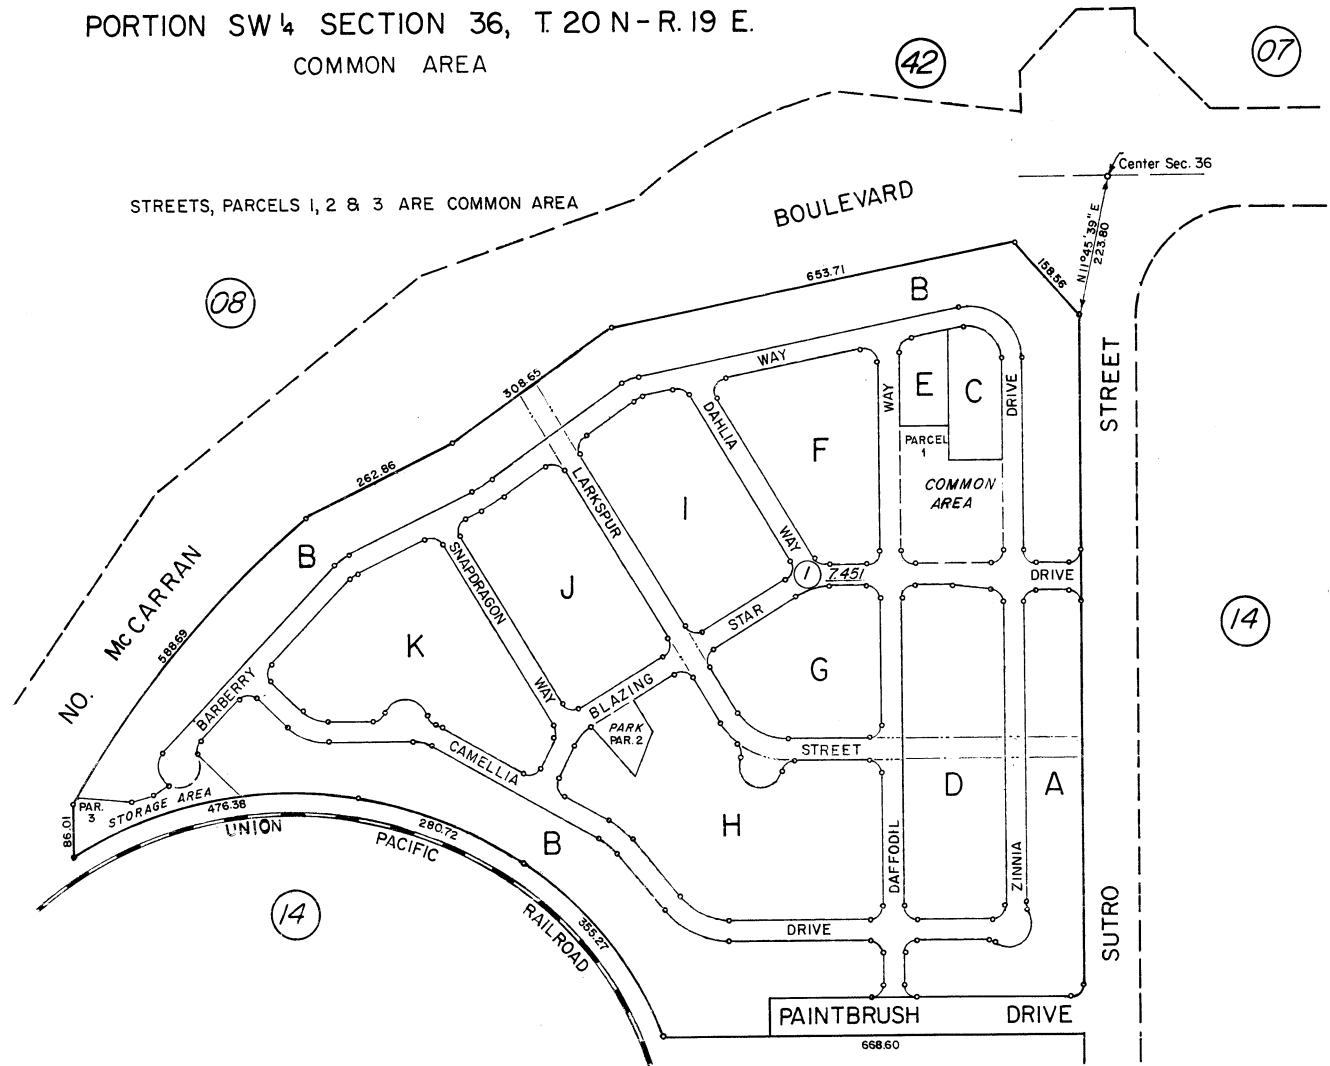 PORTION SW 1/4 SECTION 36, T. 20 N - R. 19 E.
COMMON AREA
42
07
Center Sec. 36
STREETS, PARCELS 1, 2 & 3 ARE COMMON AREA
BOULEVARD
N11°45'39"E
223.80
158.56
653.71
B
08
WAY
STREET
308.65
WAY
E
C
DRIVE
DAHLIA
PARCEL
1
F
262.86
LARKSPUR
COMMON
AREA
I
B
WAY
SNAPDRAGON
1
7.451
DRIVE
J
McCARRAN
STAR
14
588.69
K
G
BLAZING
WAY
BARBERRY
NO.
PARK
PAR. 2
STREET
CAMELLIA
D
A
PAR.
3
STORAGE AREA
476.38
86.01
UNION
280.72
H
PACIFIC
B
DAFFODIL
ZINNIA
14
355.27
RAILROAD
DRIVE
SUTRO
PAINTBRUSH DRIVE
668.60